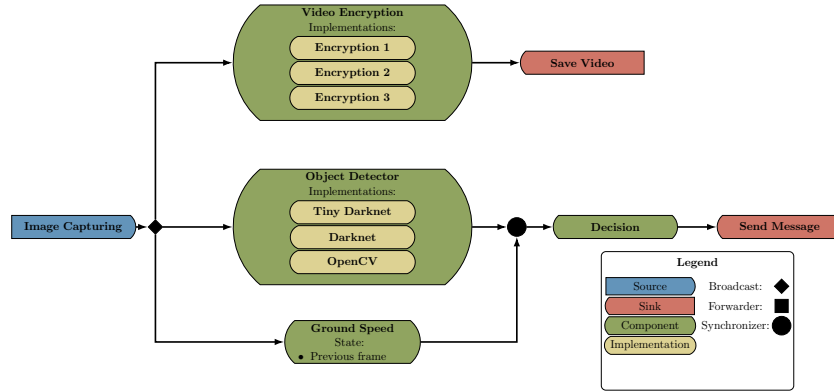 Video Encryption
Implementations:
Encryption 1
Encryption 2
Encryption 3
Save Video
Object Detector
Implementations:
Tiny Darknet
Darknet
OpenCV
Image Capturing
Decision
Send Message
Ground Speed
State:
• Previous frame
Legend
Source
Broadcast:
Sink
Forwarder:
Component
Synchronizer:
Implementation